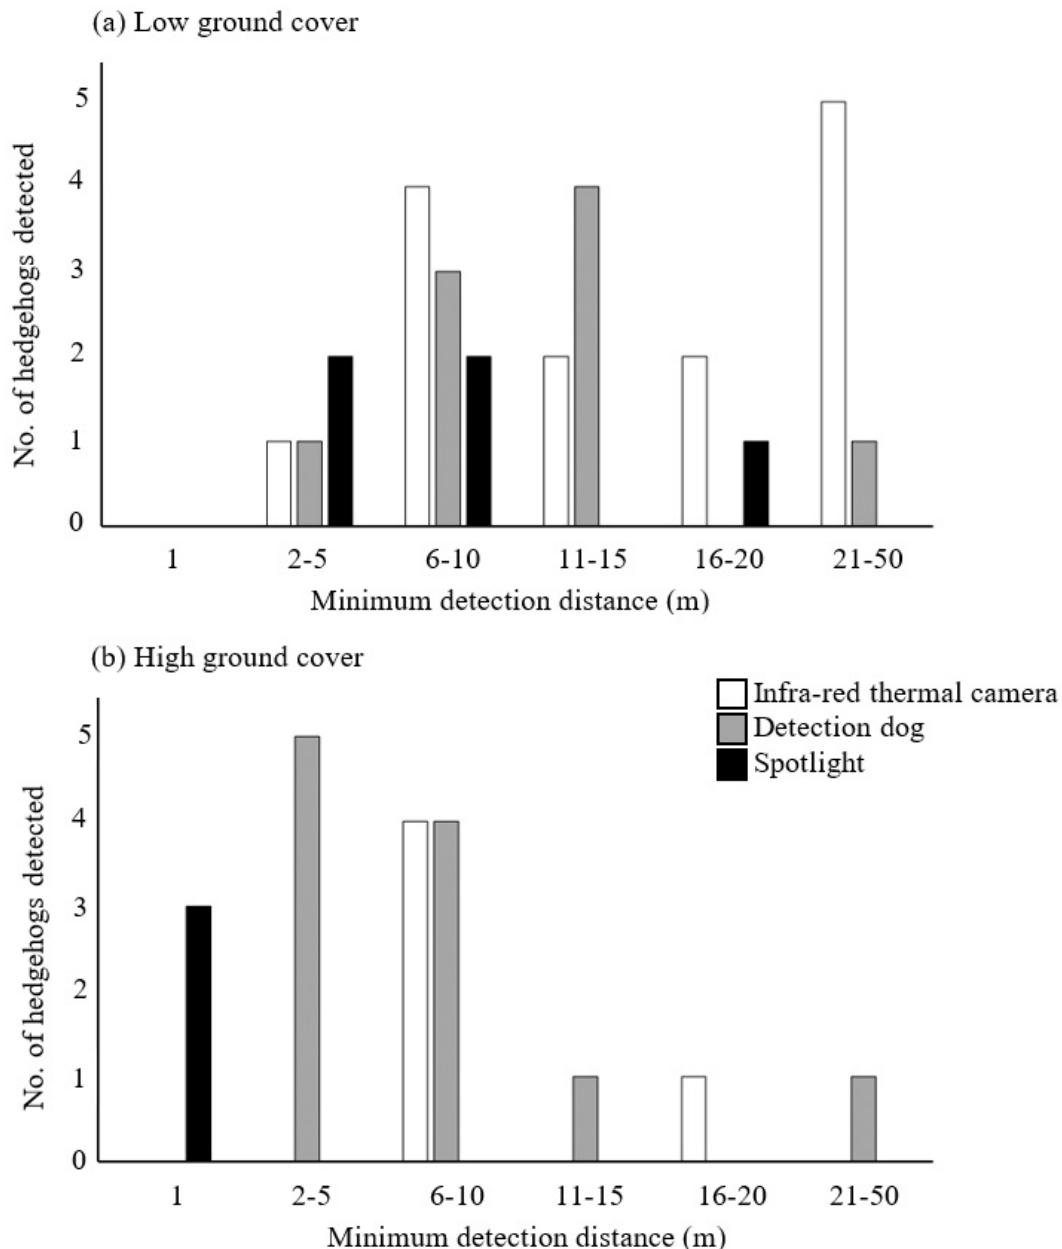 (a) Low ground cover
5
4
3
2
1
0
No. of hedgehogs detected
1 2-5 6-10 11-15 16-20 21-50
Minimum detection distance (m)
(b) High ground cover
Infra-red thermal camera
Detection dog
Spotlight
5
4
3
2
1
0
No. of hedgehogs detected
1 2-5 6-10 11-15 16-20 21-50
Minimum detection distance (m)